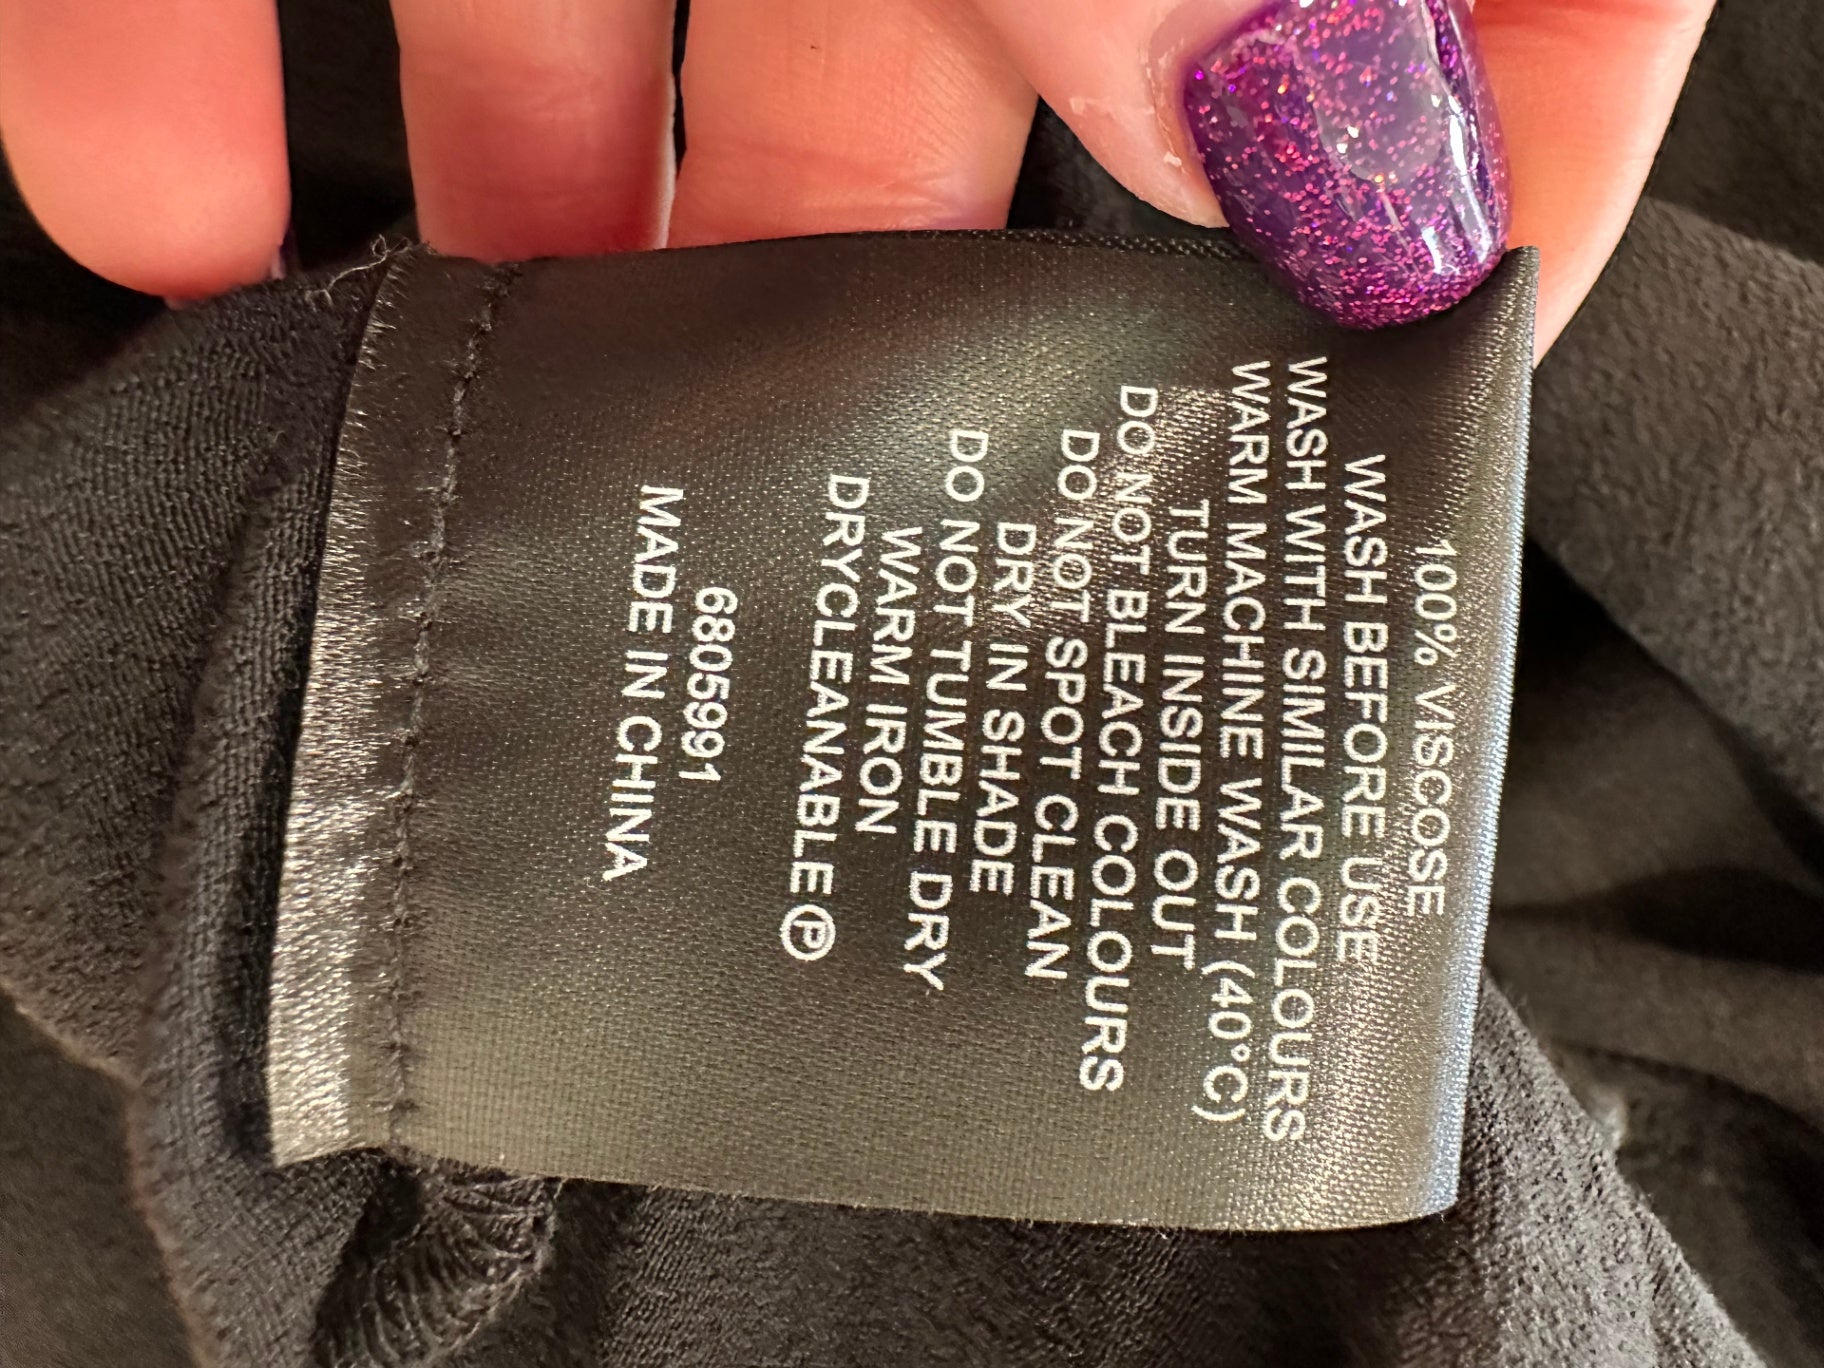 100% VISCOSE
WASH BEFORE USE
WASH WITH SIMILAR COLOURS
WARM MACHINE WASH (40°C)
TURN INSIDE OUT
DO NOT BLEACH COLOURS
DO NOT SPOT CLEAN
DRY IN SHADE
DO NOT TUMBLE DRY
WARM IRON
DRYCLEANABLE Ⓟ
6805991
MADE IN CHINA